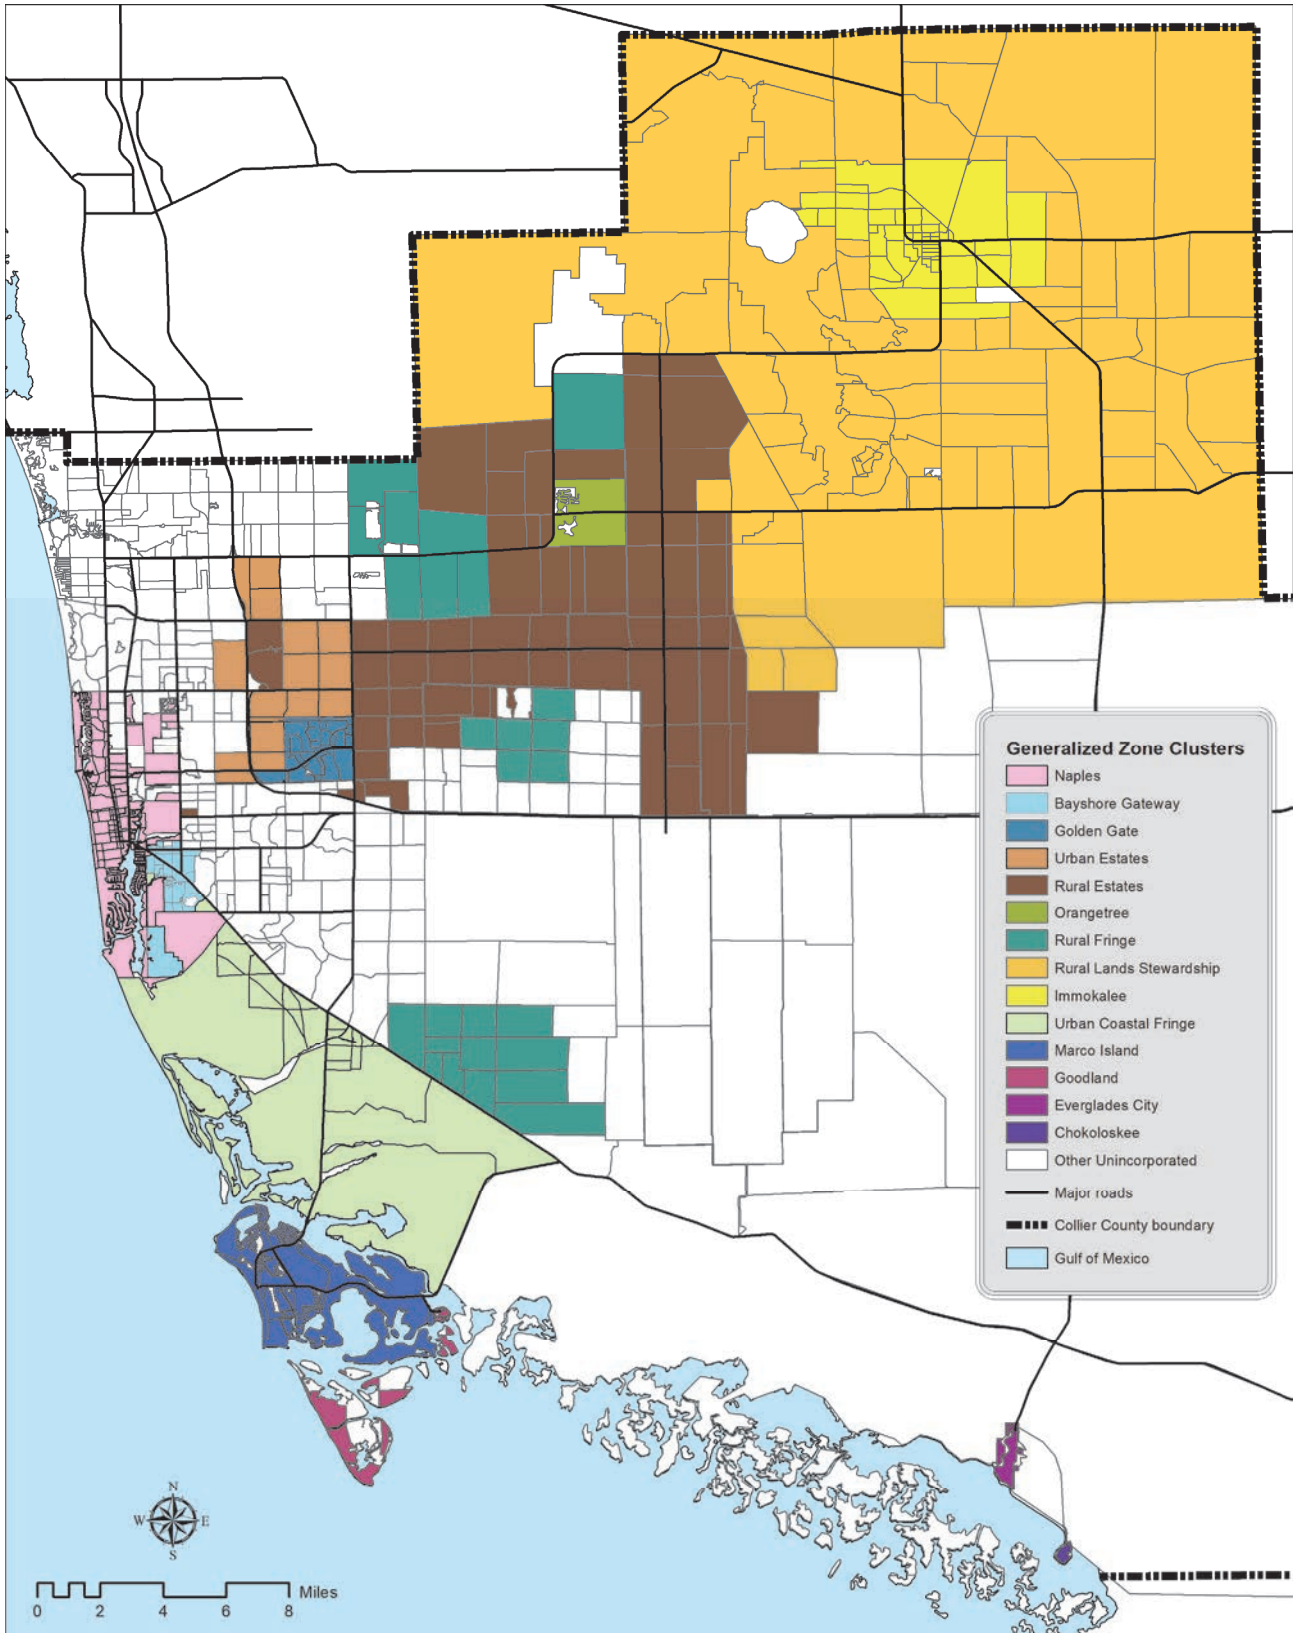 Generalized Zone Clusters
Naples
Bayshore Gateway
Golden Gate
Urban Estates
Rural Estates
Orangetree
Rural Fringe
Rural Lands Stewardship
Immokalee
Urban Coastal Fringe
Marco Island
Goodland
Everglades City
Chokoloskee
Other Unincorporated
Major roads
Collier County boundary
Gulf of Mexico
N
W E
S
Miles
0 2 4 6 8